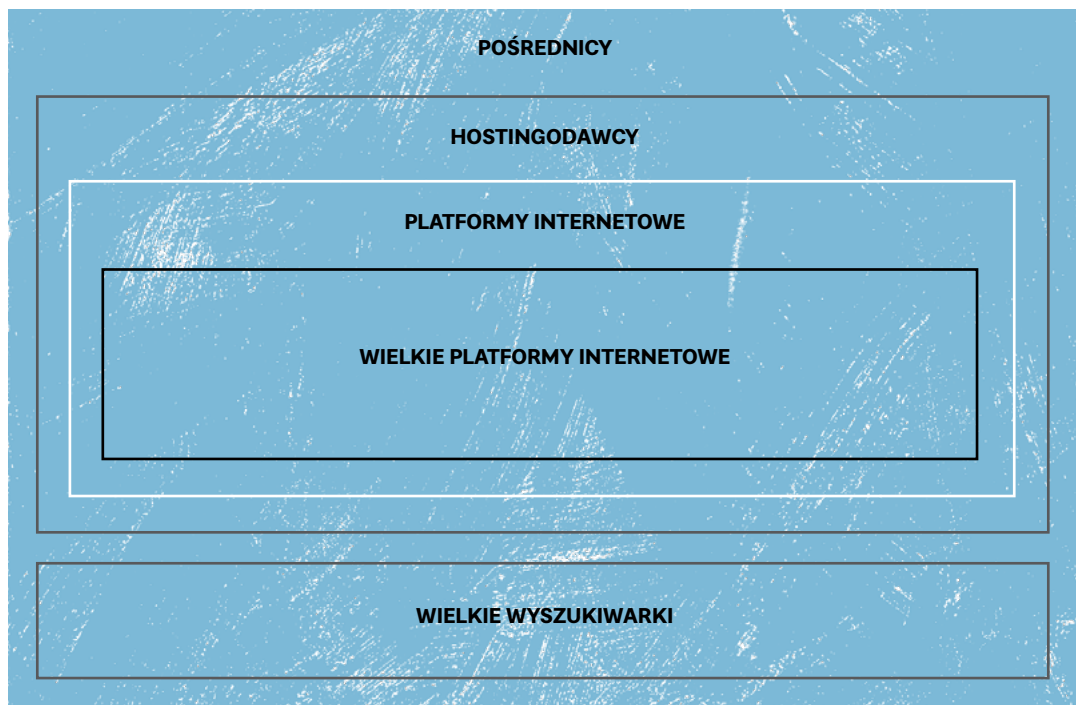 POŚREDNICY
HOSTINGODAWCY
PLATFORMY INTERNETOWE
WIELKIE PLATFORMY INTERNETOWE
WIELKIE WYSZUKIWARKI